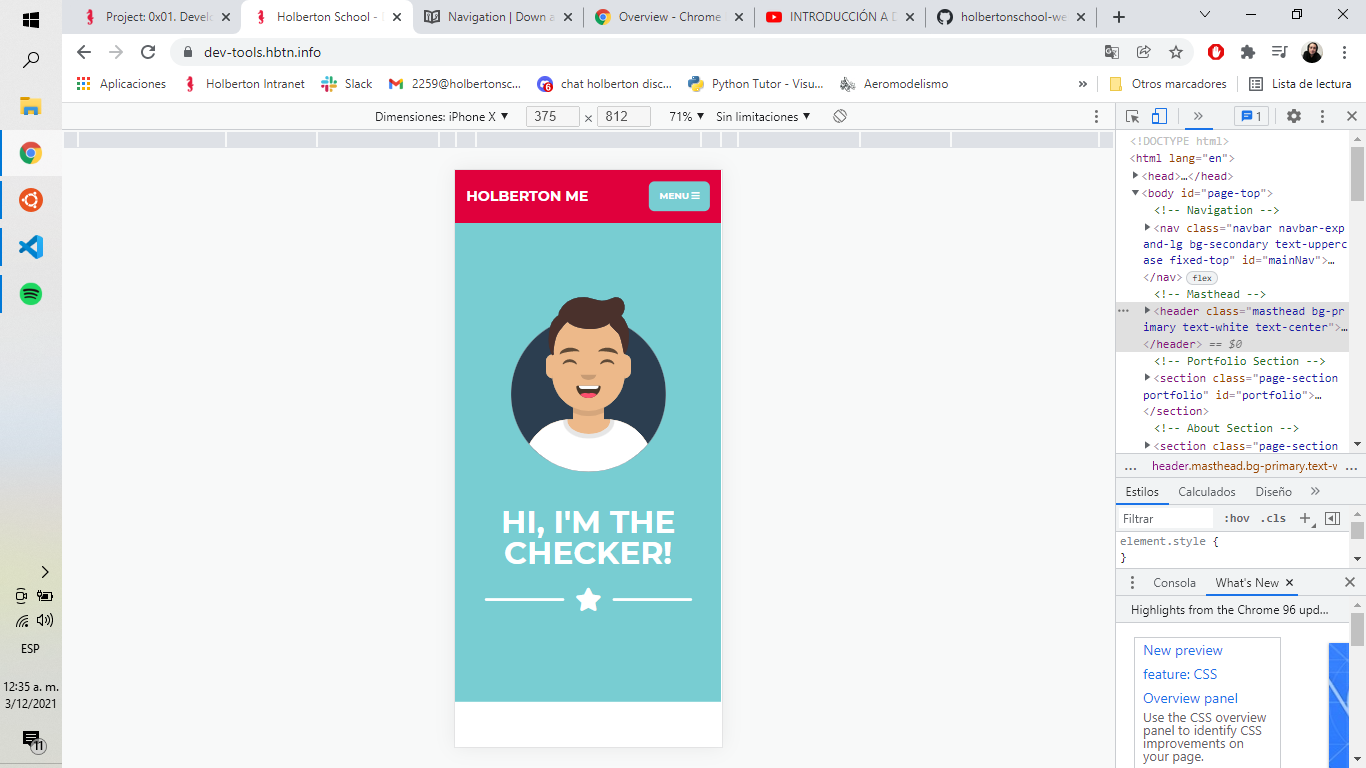 Project: 0x01. Develo
Holberton School -
Navigation | Down a
Overview - Chrome
INTRODUCCIÓN A D
holbertonschool-we
dev-tools.hbtn.info
Aplicaciones
Holberton Intranet
Slack
2259@holbertonsc...
chat holberton disc...
Python Tutor - Visu...
Aeromodelismo
»
Otros marcadores
Lista de lectura
Dimensiones: iPhone X ▼
375 × 812
71% ▼
Sin limitaciones ▼
HOLBERTON ME
MENU
HI, I'M THE
CHECKER!
» 1
<!DOCTYPE html>
<html lang="en">
<head>…</head>
<body id="page-top">
<!-- Navigation -->
<nav class="navbar navbar-exp
and-lg bg-secondary text-upperc
ase fixed-top" id="mainNav">…
</nav> flex
<!-- Masthead -->
<header class="masthead bg-pr
imary text-white text-center">…
</header> == $0
<!-- Portfolio Section -->
<section class="page-section
portfolio" id="portfolio">…
</section>
<!-- About Section -->
<section class="page-section
... header.masthead.bg-primary.text-w ...
Estilos Calculados Diseño »
Filtrar :hov .cls +
element.style {
}
Consola What's New
Highlights from the Chrome 96 upd...
New preview
feature: CSS
Overview panel
Use the CSS overview
panel to identify CSS
improvements on
your page.
ESP
12:35 a. m.
3/12/2021
11